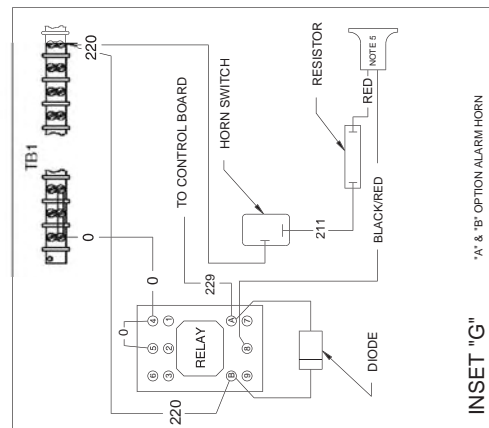 TB1
220
0
TO CONTROL BOARD
HORN SWITCH
RESISTOR
NOTE 5
RED
211
BLACK/RED
229
0
0
4
1
5
2
6
3
RELAY
A
7
8
B
9
220
DIODE
"A" & "B" OPTION ALARM HORN
INSET "G"